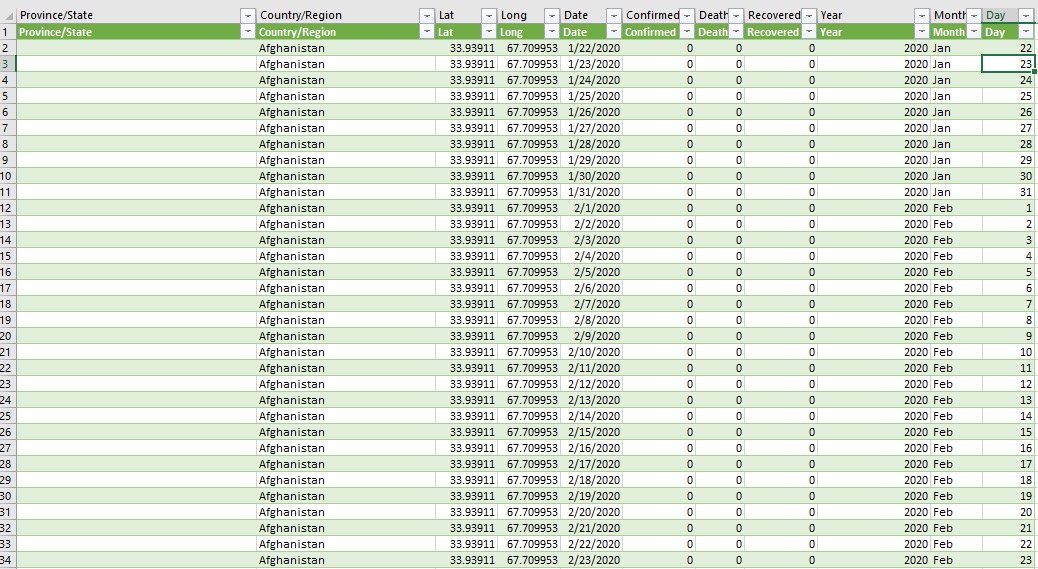 Province/State Country/Region Lat Long Date Confirmed Death Recovered Year Month Day
1 Province/State Country/Region Lat Long Date Confirmed Death Recovered Year Month Day
2 Afghanistan 33.93911 67.709953 1/22/2020 0 0 0 2020 Jan 22
3 Afghanistan 33.93911 67.709953 1/23/2020 0 0 0 2020 Jan 23
4 Afghanistan 33.93911 67.709953 1/24/2020 0 0 0 2020 Jan 24
5 Afghanistan 33.93911 67.709953 1/25/2020 0 0 0 2020 Jan 25
6 Afghanistan 33.93911 67.709953 1/26/2020 0 0 0 2020 Jan 26
7 Afghanistan 33.93911 67.709953 1/27/2020 0 0 0 2020 Jan 27
8 Afghanistan 33.93911 67.709953 1/28/2020 0 0 0 2020 Jan 28
9 Afghanistan 33.93911 67.709953 1/29/2020 0 0 0 2020 Jan 29
10 Afghanistan 33.93911 67.709953 1/30/2020 0 0 0 2020 Jan 30
11 Afghanistan 33.93911 67.709953 1/31/2020 0 0 0 2020 Jan 31
12 Afghanistan 33.93911 67.709953 2/1/2020 0 0 0 2020 Feb 1
13 Afghanistan 33.93911 67.709953 2/2/2020 0 0 0 2020 Feb 2
14 Afghanistan 33.93911 67.709953 2/3/2020 0 0 0 2020 Feb 3
15 Afghanistan 33.93911 67.709953 2/4/2020 0 0 0 2020 Feb 4
16 Afghanistan 33.93911 67.709953 2/5/2020 0 0 0 2020 Feb 5
17 Afghanistan 33.93911 67.709953 2/6/2020 0 0 0 2020 Feb 6
18 Afghanistan 33.93911 67.709953 2/7/2020 0 0 0 2020 Feb 7
19 Afghanistan 33.93911 67.709953 2/8/2020 0 0 0 2020 Feb 8
20 Afghanistan 33.93911 67.709953 2/9/2020 0 0 0 2020 Feb 9
21 Afghanistan 33.93911 67.709953 2/10/2020 0 0 0 2020 Feb 10
22 Afghanistan 33.93911 67.709953 2/11/2020 0 0 0 2020 Feb 11
23 Afghanistan 33.93911 67.709953 2/12/2020 0 0 0 2020 Feb 12
24 Afghanistan 33.93911 67.709953 2/13/2020 0 0 0 2020 Feb 13
25 Afghanistan 33.93911 67.709953 2/14/2020 0 0 0 2020 Feb 14
26 Afghanistan 33.93911 67.709953 2/15/2020 0 0 0 2020 Feb 15
27 Afghanistan 33.93911 67.709953 2/16/2020 0 0 0 2020 Feb 16
28 Afghanistan 33.93911 67.709953 2/17/2020 0 0 0 2020 Feb 17
29 Afghanistan 33.93911 67.709953 2/18/2020 0 0 0 2020 Feb 18
30 Afghanistan 33.93911 67.709953 2/19/2020 0 0 0 2020 Feb 19
31 Afghanistan 33.93911 67.709953 2/20/2020 0 0 0 2020 Feb 20
32 Afghanistan 33.93911 67.709953 2/21/2020 0 0 0 2020 Feb 21
33 Afghanistan 33.93911 67.709953 2/22/2020 0 0 0 2020 Feb 22
34 Afghanistan 33.93911 67.709953 2/23/2020 0 0 0 2020 Feb 23